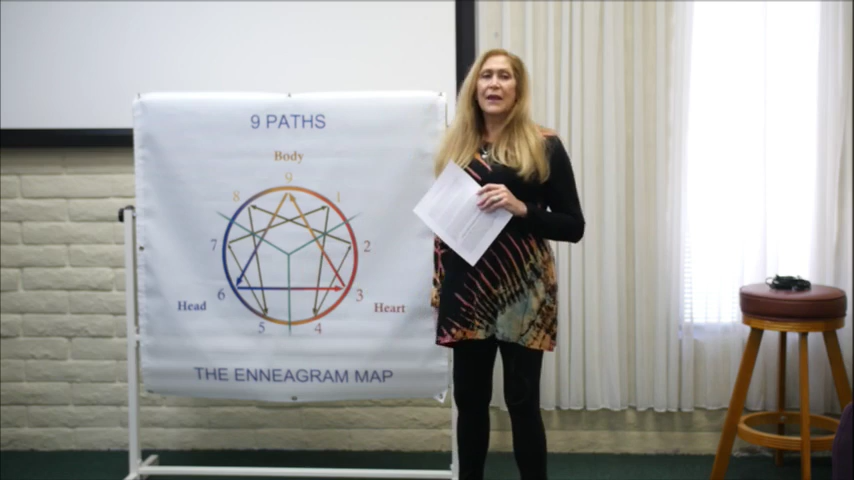 9 PATHS
Body
9
8 1
7 2
6 3
Head Heart
5 4
THE ENNEAGRAM MAP